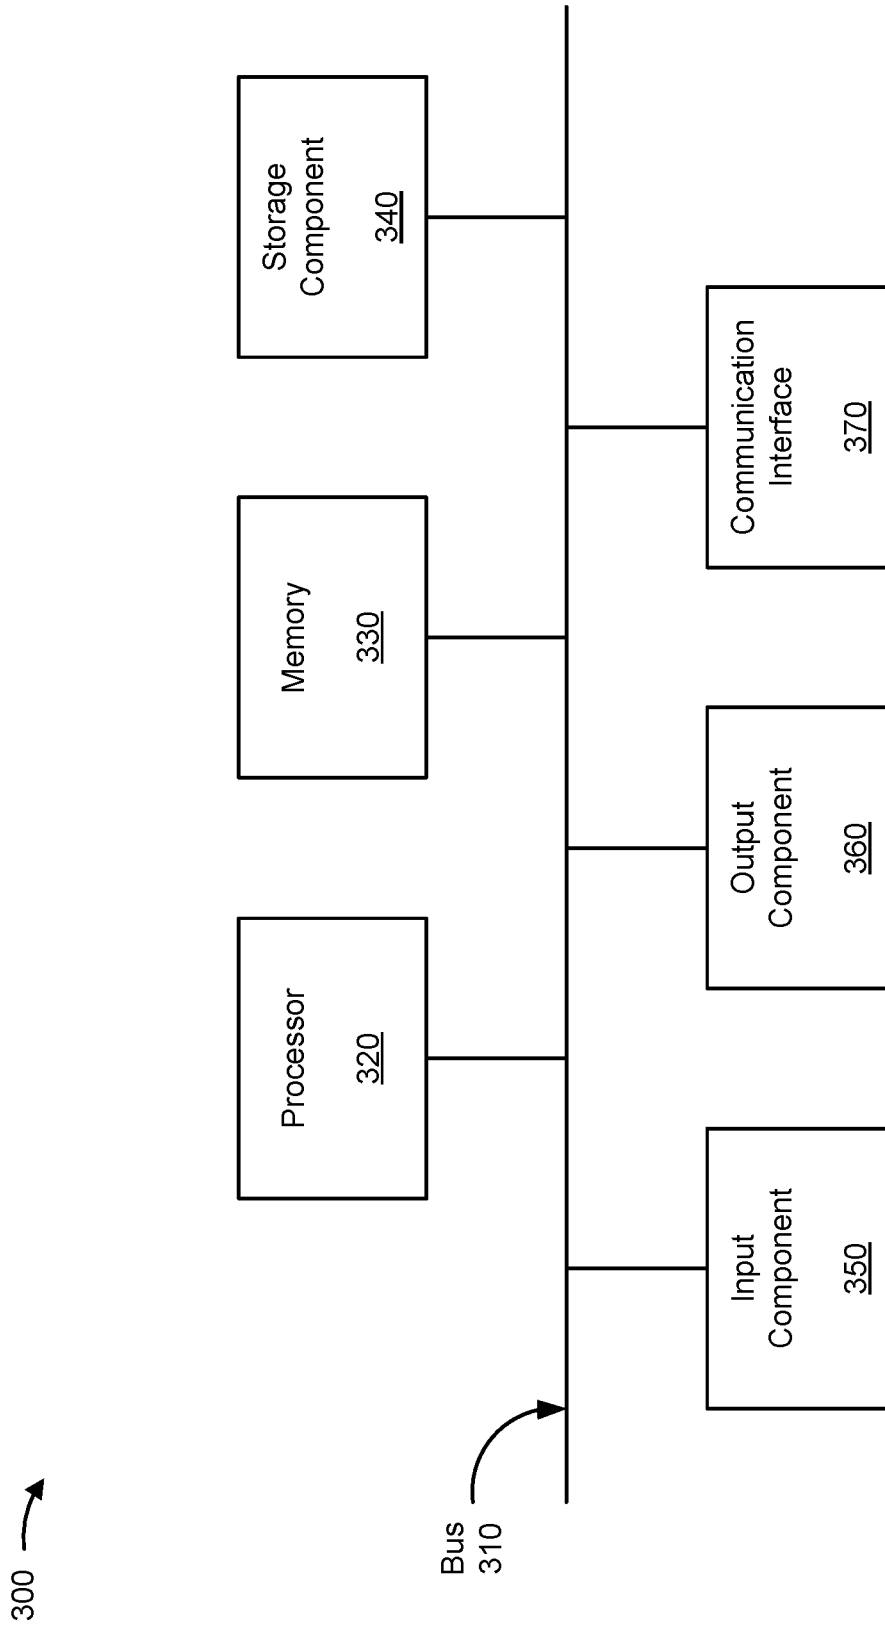 300
Processor
320
Memory
330
Storage
Component
340
Bus
310
Input
Component
350
Output
Component
360
Communication
Interface
370